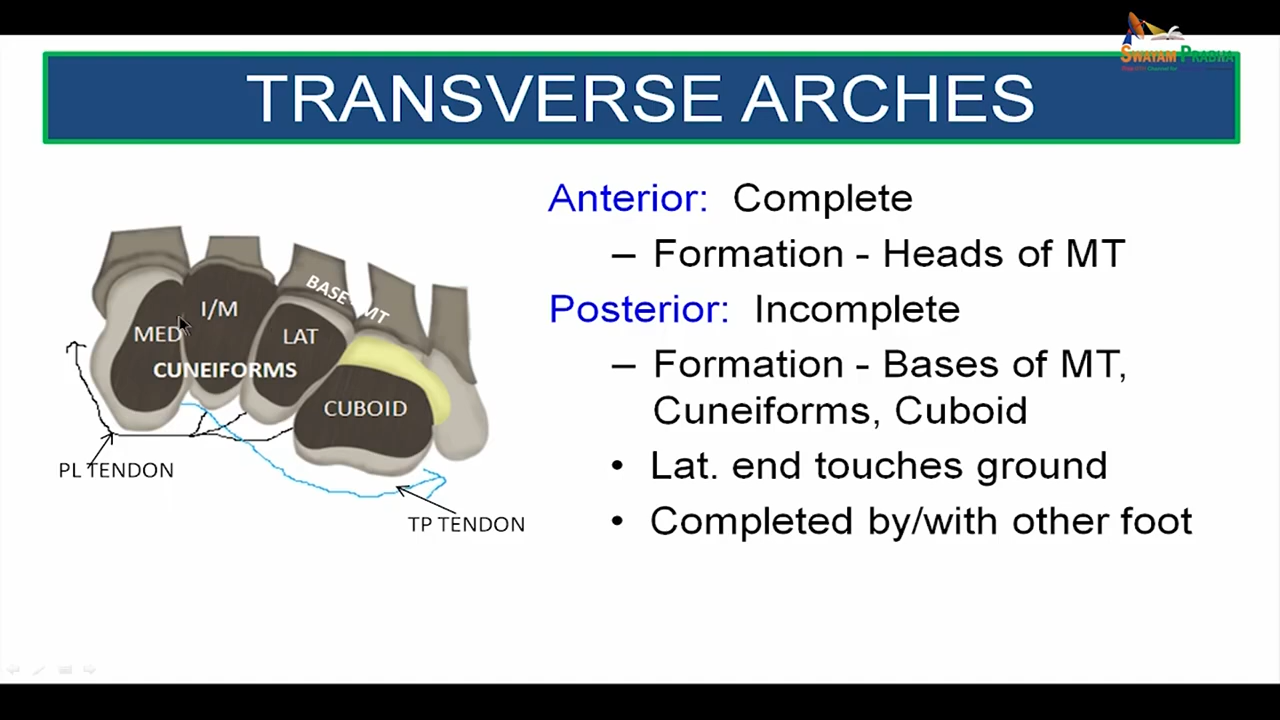 SWAYAM PRABHA
TRANSVERSE ARCHES
Anterior: Complete
– Formation - Heads of MT
Posterior: Incomplete
– Formation - Bases of MT,
Cuneiforms, Cuboid
• Lat. end touches ground
• Completed by/with other foot
BASE MT
I/M
MED
LAT
CUNEIFORMS
CUBOID
PL TENDON
TP TENDON